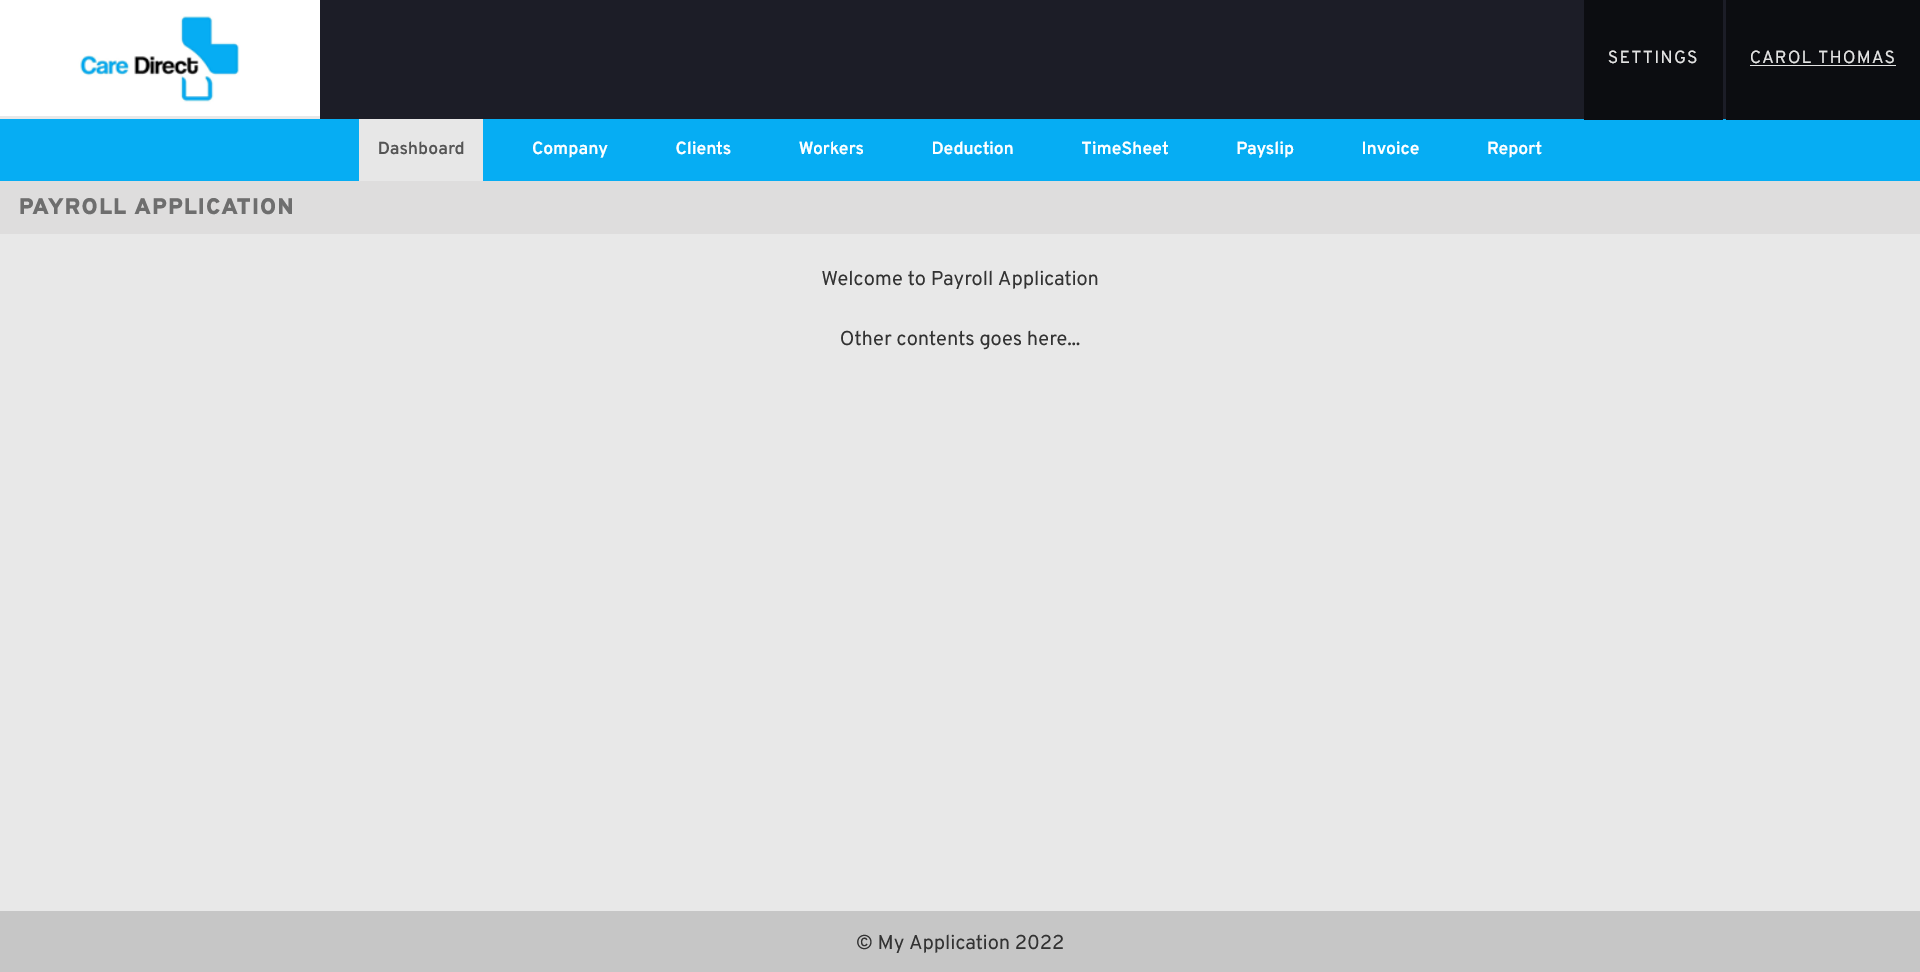 Care Direct
SETTINGS
CAROL THOMAS
Dashboard
Company
Clients
Workers
Deduction
TimeSheet
Payslip
Invoice
Report
PAYROLL APPLICATION
Welcome to Payroll Application
Other contents goes here...
© My Application 2022